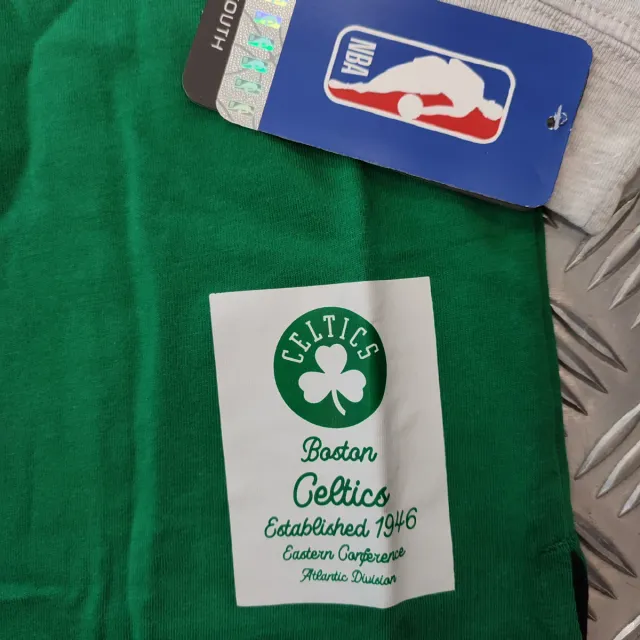 YOUTH
NBA
CELTICS
Boston
Celtics
Established 1946
Eastern Conference
Atlantic Division